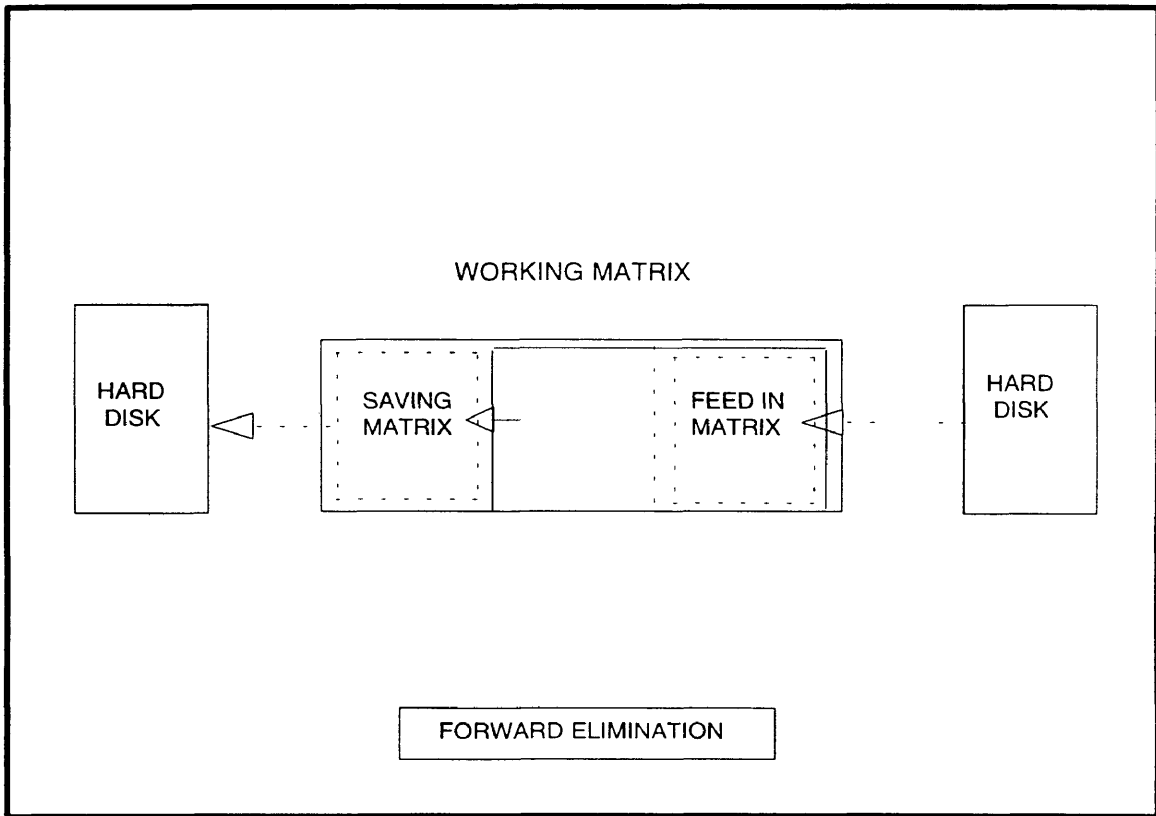 WORKING MATRIX
HARD
DISK
SAVING
MATRIX
FEED IN
MATRIX
HARD
DISK
FORWARD ELIMINATION